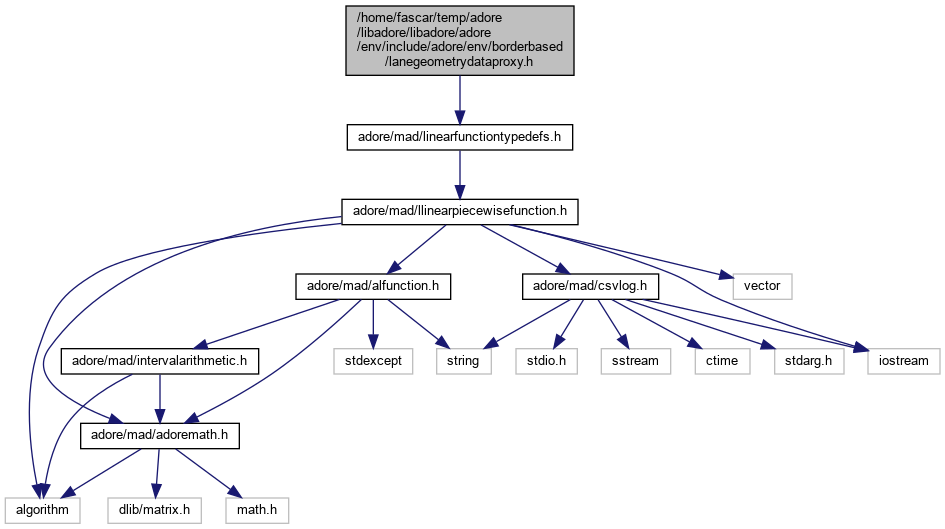 /home/fascar/temp/adore
/libadore/libadore/adore
/env/include/adore/env/borderbased
/lanegeometrydataproxy.h
adore/mad/linearfunctiontypedefs.h
adore/mad/llinearpiecewisefunction.h
adore/mad/alfunction.h
adore/mad/csvlog.h
vector
adore/mad/intervalarithmetic.h
stdexcept
string
stdio.h
sstream
ctime
stdarg.h
iostream
adore/mad/adoremath.h
algorithm
dlib/matrix.h
math.h